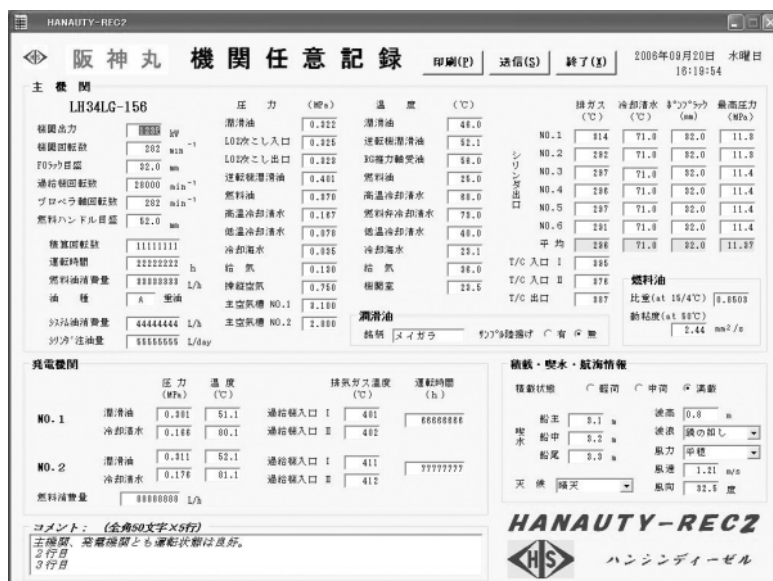 HANAUTY-REC2
阪神丸 機関任意記録 印刷(P) 送信(S) 終了(X) 2006年09月20日 水曜日
16:19:54
主機関
LH34LG-156 圧力 (MPa) 温度 (℃) 排ガス (℃) 冷却清水 (℃) ポンプラック (mm) 最高圧力 (MPa)
機関出力 kW 潤滑油 0.322 潤滑油 46.0 シリンダ出口 NO.1 314 71.0 32.0 11.3
機関回転数 282 min⁻¹ LO2次こし入口 0.325 逆転機潤滑油 52.1 NO.2 282 71.0 32.0 11.3
FOラック目盛 32.0 mm LO2次こし出口 0.323 RG推力軸受油 56.0 NO.3 287 71.0 32.0 11.4
過給機回転数 28000 min⁻¹ 逆転機潤滑油 0.401 燃料油 25.0 NO.4 286 71.0 32.0 11.4
プロペラ軸回転数 282 min⁻¹ 燃料油 0.370 高温冷却清水 60.0 NO.5 287 71.0 32.0 11.4
燃料ハンドル目盛 52.0 mm 高温冷却清水 0.167 燃料弁冷却清水 73.0 NO.6 291 71.0 32.0 11.4
積算回転数 11111111 低温冷却清水 0.078 低温冷却清水 40.0 平均 286 71.0 32.0 11.37
運転時間 22222222 h 冷却海水 0.035 冷却海水 23.1 T/C 入口 Ⅰ 395
燃料油消費量 33333333 L/h 給気 0.130 給気 36.0 T/C 入口 Ⅱ 376 燃料油
油種 A 重油 操縦空気 0.750 機関室 23.5 T/C 出口 387 比重(at 15/4℃) 0.8503
主空気槽 NO.1 3.100 潤滑油 動粘度(at 50℃)
システム油消費量 44444444 L/h 主空気槽 NO.2 2.800 銘柄 メイガラ サンプル陸揚げ 有 無 2.44 mm²/s
シリンダ注油量 55555555 L/day
発電機関 積載・喫水・航海情報
圧力 (MPa) 温度 (℃) 排気ガス温度 (℃) 運転時間 (h) 積載状態 軽荷 中荷 満載
NO.1 潤滑油 0.301 51.1 過給機入口 Ⅰ 401 66666666 喫水 船主 3.1 m 波高 0.0 m
冷却清水 0.166 80.1 過給機入口 Ⅱ 402 船中 3.2 m 波浪 鏡の如し
NO.2 潤滑油 0.311 52.1 過給機入口 Ⅰ 411 77777777 船尾 3.3 m 風力 平穏
冷却清水 0.176 81.1 過給機入口 Ⅱ 412 風速 1.21 m/s
燃料消費量 88888888 L/h 天候 晴天 風向 32.5 度
コメント： (全角50文字×5行)
主機関、発電機関とも運転状態は良好。
2行目
3行目
HANAUTY-REC2
HS ハンシンディーゼル